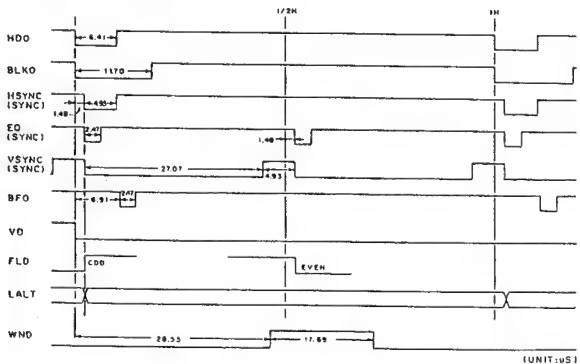 1/2H 1H
HDO 6.41
BLKO 11.70
HSYNC (SYNC) 4.93
1.48
EQ (SYNC) 2.47 1.48
VSYNC (SYNC) 27.07 4.93
BFO 6.91 2.47
VD
FLD ODD EVEN
LALT
WND 28.55 17.69
(UNIT:uS)